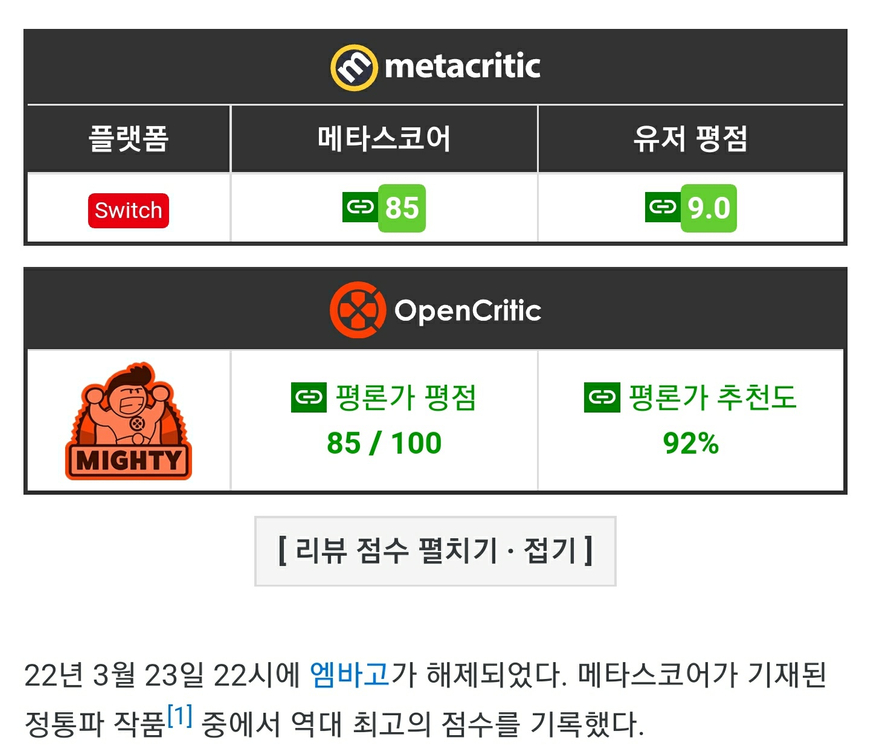 metacritic
플랫폼 메타스코어 유저 평점
Switch 85 9.0
OpenCritic
평론가 평점 평론가 추천도
MIGHTY 85 / 100 92%
[ 리뷰 점수 펼치기 · 접기 ]
22년 3월 23일 22시에 엠바고가 해제되었다. 메타스코어가 기재된
정통파 작품[1] 중에서 역대 최고의 점수를 기록했다.